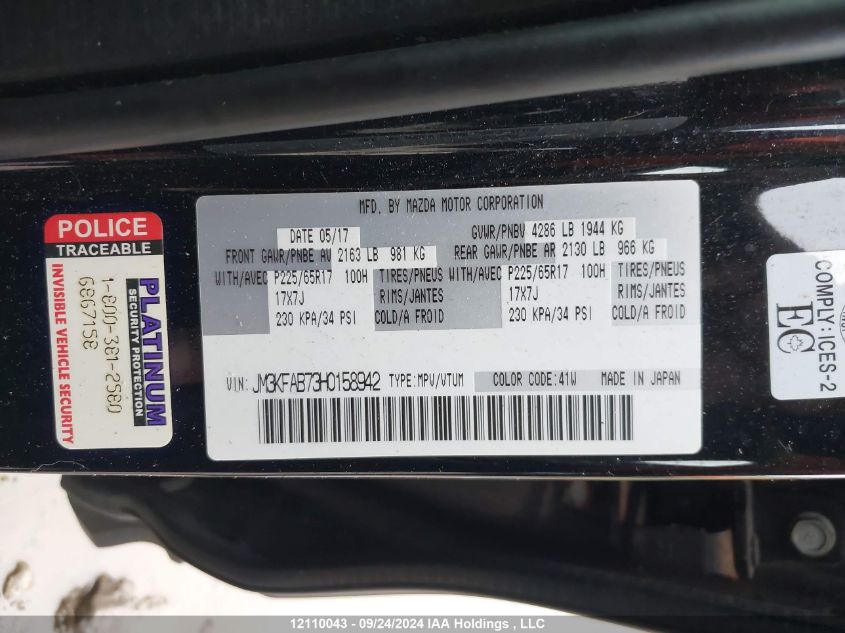 MFD. BY MAZDA MOTOR CORPORATION
DATE 05/17
GVWR/PNBV 4286 LB 1944 KG
FRONT GAWR/PNBE AV 2163 LB 981 KG
REAR GAWR/PNBE AR 2130 LB 966 KG
WITH/AVEC P225/65R17 100H TIRES/PNEUS
17X7J RIMS/JANTES
230 KPA/34 PSI COLD/A FROID
WITH/AVEC P225/65R17 100H TIRES/PNEUS
17X7J RIMS/JANTES
230 KPA/34 PSI COLD/A FROID
VIN: JM3KFAB73H0158942 TYPE:MPV/VTUM COLOR CODE:41W MADE IN JAPAN
POLICE
TRACEABLE
PLATINUM
SECURITY PROTECTION
1-800-381-2580
6867158
INVISIBLE VEHICLE SECURITY
EC
COMPLY:ICES-2
12110043 - 09/24/2024 IAA Holdings , LLC